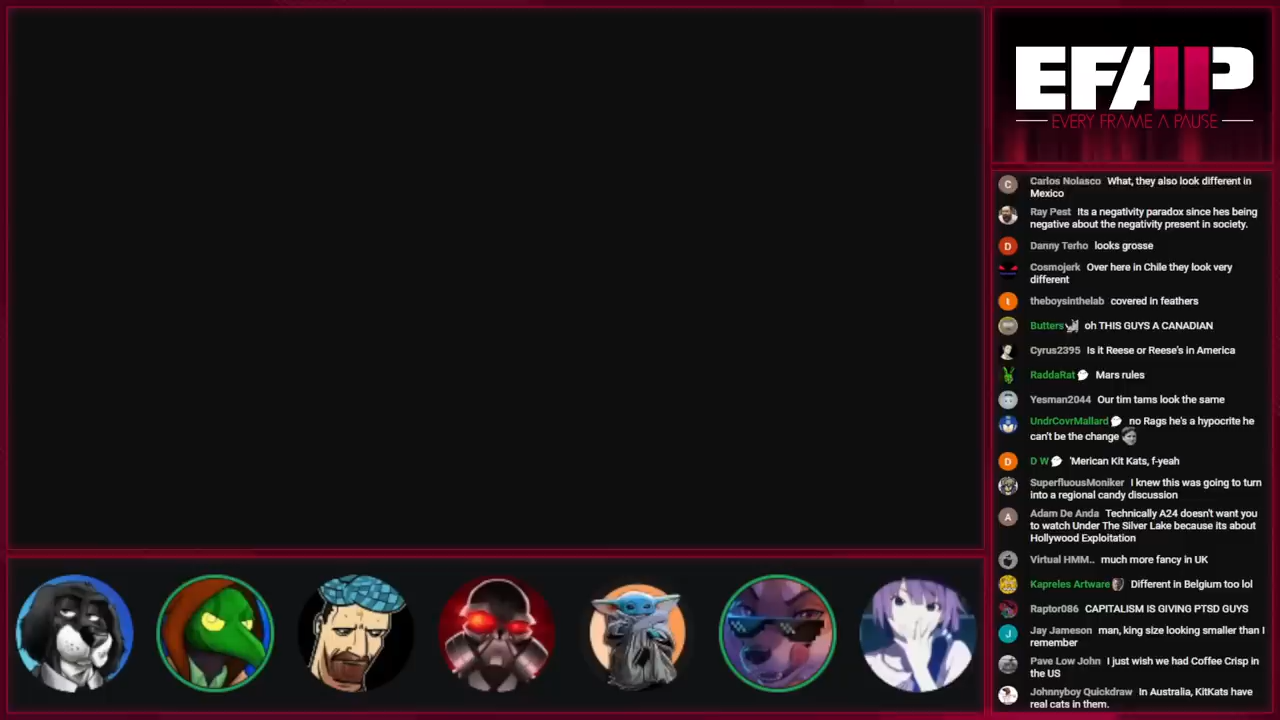 EFAP
EVERY FRAME A PAUSE
C Carlos Nolasco What, they also look different in
Mexico
Ray Pest Its a negativity paradox since hes being
negative about the negativity present in society.
D Danny Terho looks grosse
Cosmojerk Over here in Chile they look very
different
t theboysinthelab covered in feathers
Butters oh THIS GUYS A CANADIAN
Cyrus2395 Is it Reese or Reese's in America
RaddaRat Mars rules
Yesman2044 Our tim tams look the same
UndrCovrMallard no Rags he's a hypocrite he
can't be the change
D D W 'Merican Kit Kats, f-yeah
SuperfluousMoniker I knew this was going to turn
into a regional candy discussion
A Adam De Anda Technically A24 doesn't want you
to watch Under The Silver Lake because its about
Hollywood Exploitation
Virtual HMM.. much more fancy in UK
Kapreles Artware Different in Belgium too lol
Raptor086 CAPITALISM IS GIVING PTSD GUYS
J Jay Jameson man, king size looking smaller than I
remember
Pave Low John I just wish we had Coffee Crisp in
the US
Johnnyboy Quickdraw In Australia, KitKats have
real cats in them.